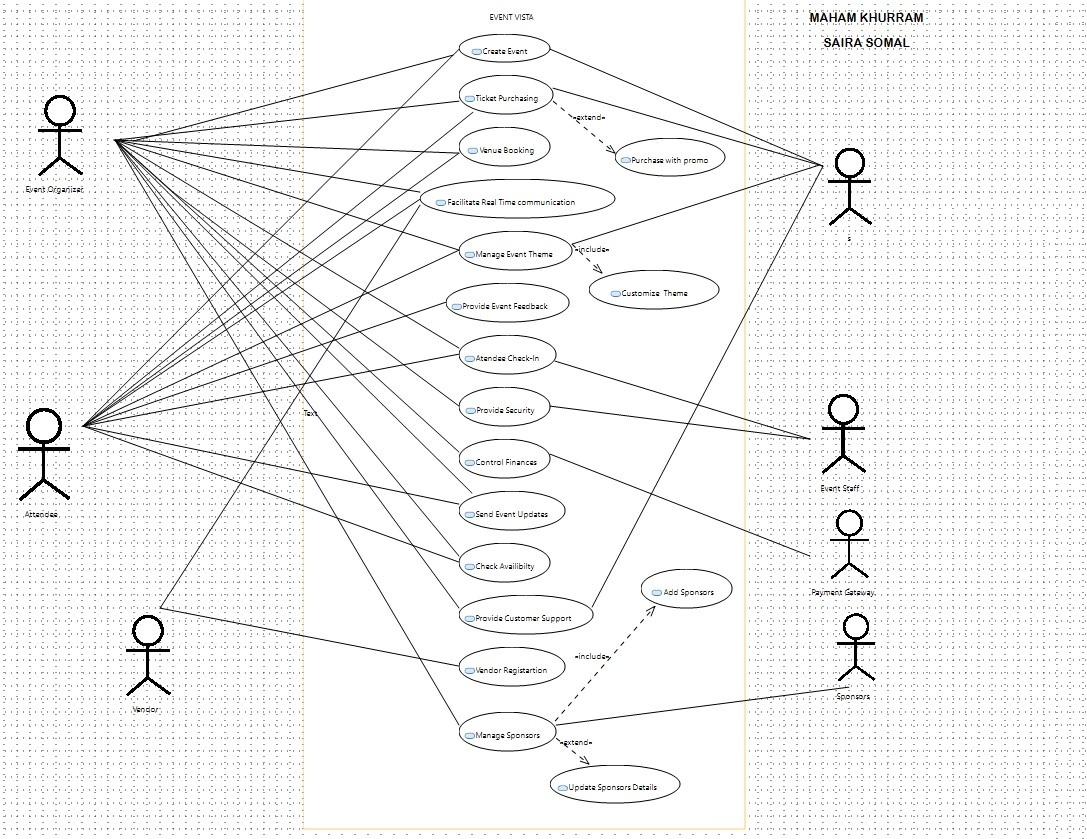 EVENT VISTA
MAHAM KHURRAM
SAIRA SOMAL
Create Event
Ticket Purchasing
«extend»
Venue Booking
Purchase with promo
Event Organizer
Facilitate Real Time communication
s
Manage Event Theme
«include»
Customize Theme
Provide Event Feedback
Atendee Check-In
Provide Security
Text
Control Finances
Event Staff
Attendee
Send Event Updates
Check Availibilty
Payment Gateway
Add Sponsors
Provide Customer Support
«include»
Vendor Registartion
Sponsors
Vendor
Manage Sponsors
«extend»
Update Sponsors Details